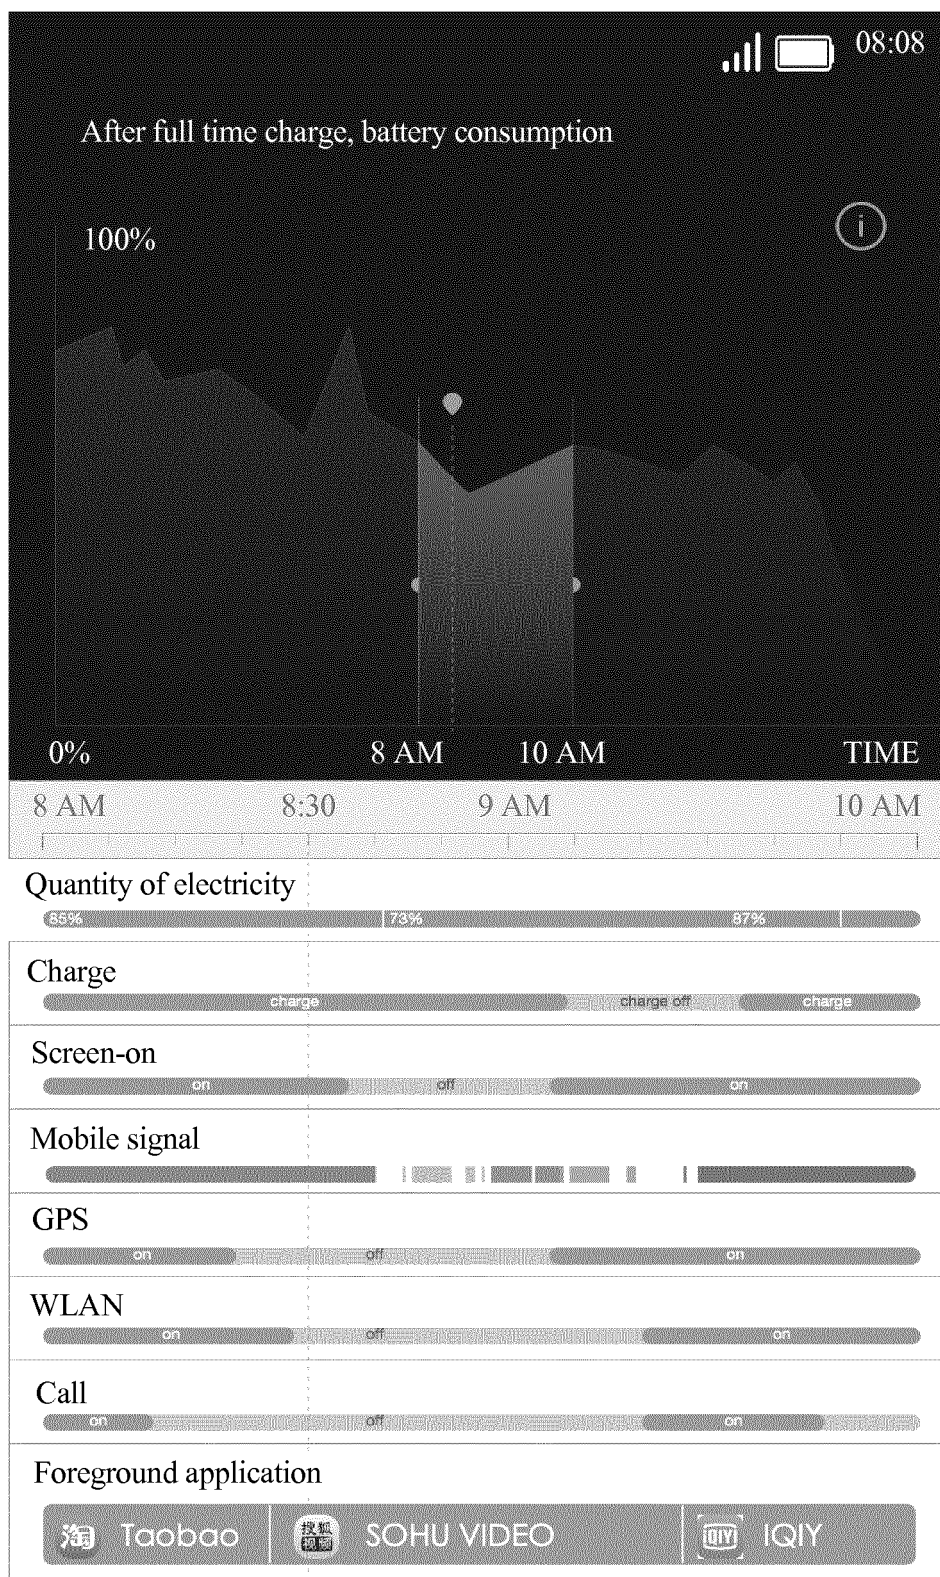 08:08
After full time charge, battery consumption
100%
i
0% 8 AM 10 AM TIME
8 AM 8:30 9 AM 10 AM
Quantity of electricity
85% 73% 87%
Charge
charge charge off charge
Screen-on
on off on
Mobile signal
GPS
on off on
WLAN
on off on
Call
on off on
Foreground application
淘 Taobao 搜狐 SOHU VIDEO iQIYI IQIY
视频